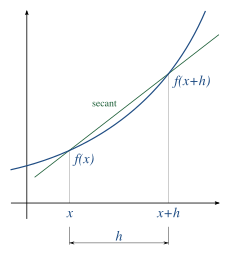 secant
f(x+h)
f(x)
x x+h
h